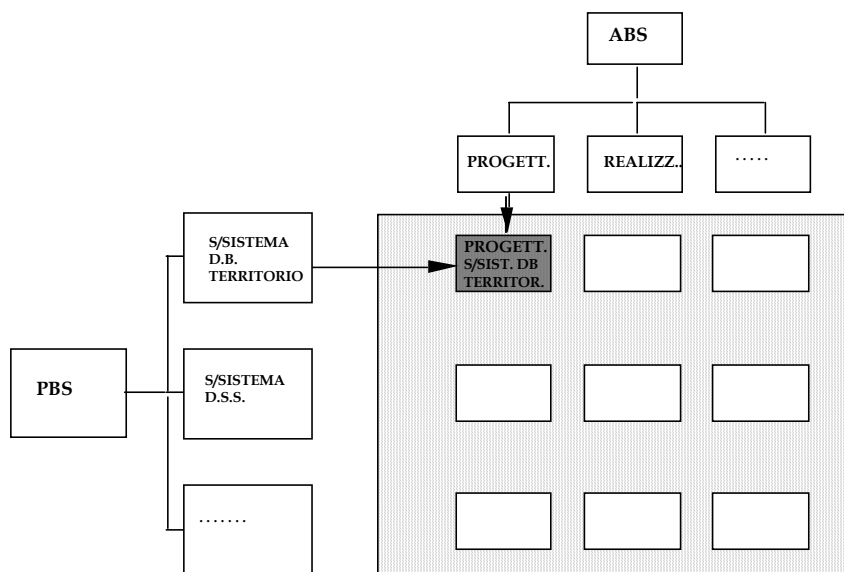 ABS
PROGETT.
REALIZZ..
.....
S/SISTEMA
D.B.
TERRITORIO
PROGETT.
S/SIST. DB
TERRITOR.
PBS
S/SISTEMA
D.S.S.
.......